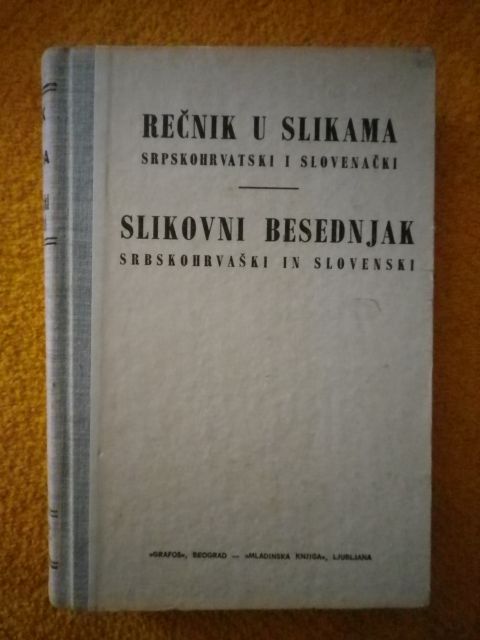 REČNIK U SLIKAMA
SRPSKOHRVATSKI I SLOVENAČKI
SLIKOVNI BESEDNJAK
SRBSKOHRVAŠKI IN SLOVENSKI
»GRAFOS«, BEOGRAD — »MLADINSKA KNJIGA«, LJUBLJANA